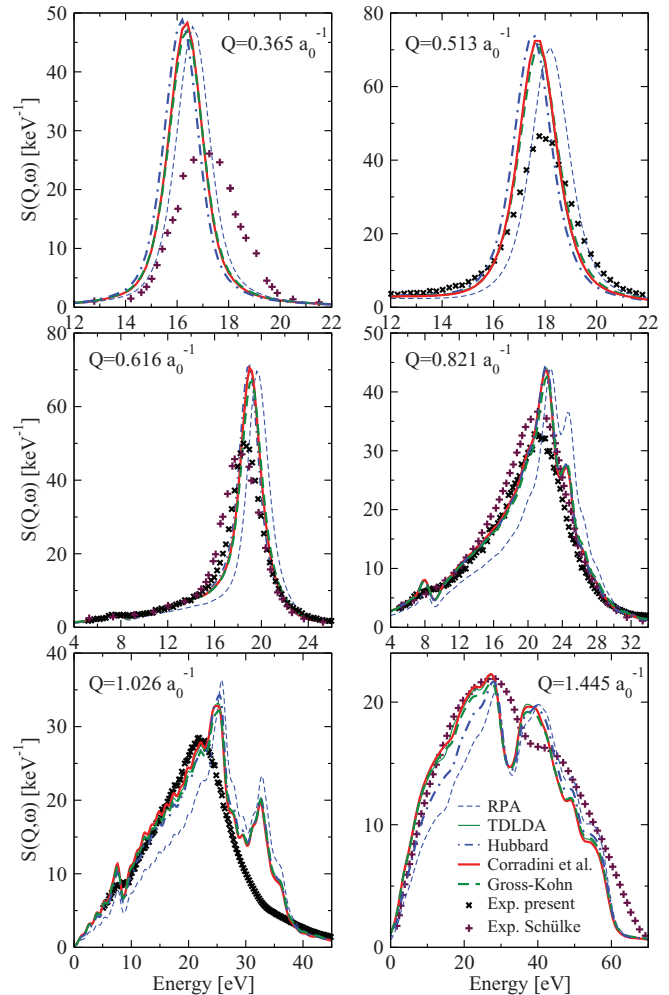 Q=0.365 a₀⁻¹
S(Q,ω) [keV⁻¹]
50
40
30
20
10
0
12 14 16 18 20 22
Q=0.513 a₀⁻¹
80
60
40
20
0
12 14 16 18 20 22
Q=0.616 a₀⁻¹
S(Q,ω) [keV⁻¹]
80
60
40
20
0
4 9 14 19 24
Q=0.821 a₀⁻¹
50
40
30
20
10
0
4 8 12 16 20 24 28 32
Q=1.026 a₀⁻¹
S(Q,ω) [keV⁻¹]
40
30
20
10
0
0 10 20 30 40
Energy [eV]
Q=1.445 a₀⁻¹
20
10
0
0 20 40 60
Energy [eV]
RPA
TDLDA
Hubbard
Corradini et al.
Gross-Kohn
Exp. present
Exp. Schülke